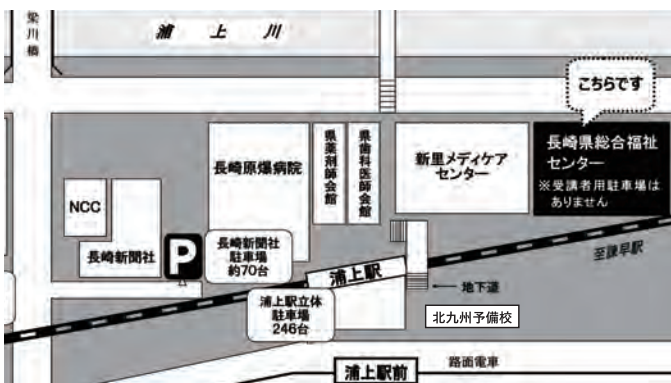 梁川橋
浦上川
こちらです
長崎県総合福祉
センター
※受講者用駐車場は
ありません
新里メディケア
センター
県歯科医師会館
県薬剤師会館
長崎原爆病院
NCC
長崎新聞社
P
長崎新聞社
駐車場
約70台
浦上駅
至諫早駅
地下道
浦上駅立体
駐車場
246台
北九州予備校
路面電車
浦上駅前